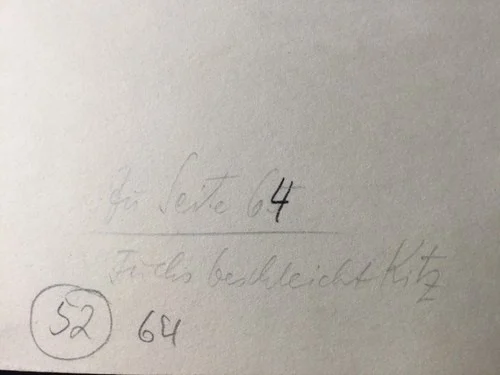 Zu Seite 64
Fuchs beschleicht Kitz
52 64